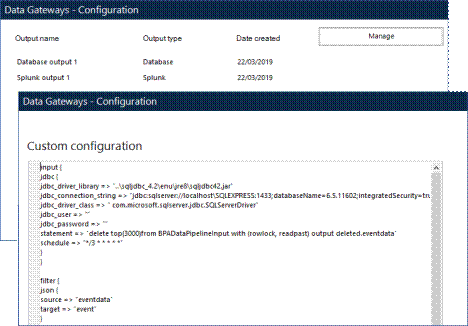 Data Gateways - Configuration
Output name Output type Date created Manage
Database output 1 Database 22/03/2019
Splunk output 1 Splunk 22/03/2019
Data Gateways - Configuration
Custom configuration
input {
jdbc {
jdbc_driver_library => "..\sqljdbc_4.2\enu\jre8\sqljdbc42.jar"
jdbc_connection_string => "jdbc:sqlserver://localhost\SQLEXPRESS:1433;databaseName=6.5.11602;integratedSecurity=tru
jdbc_driver_class => " com.microsoft.sqlserver.jdbc.SQLServerDriver"
jdbc_user => ""
jdbc_password => ""
statement => "delete top(3000)from BPADataPipelineInput with (rowlock, readpast) output deleted.eventdata"
schedule => "*/3 * * * * *"
}
}
filter {
json {
source => "eventdata"
target => "event"
}